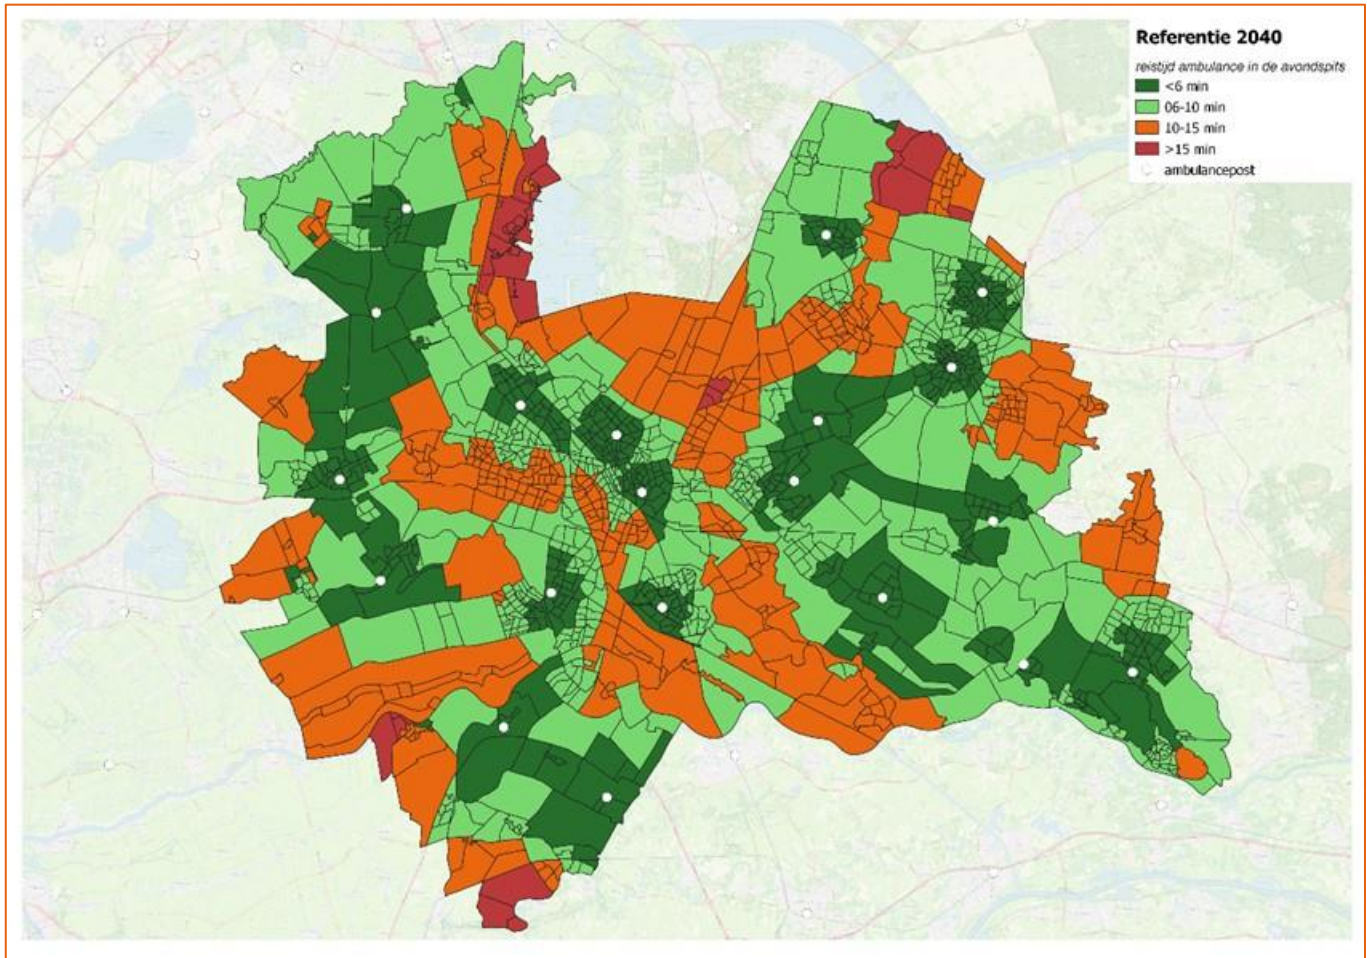 Referentie 2040
reistijd ambulance in de avondspits
<6 min
06-10 min
10-15 min
>15 min
ambulancepost